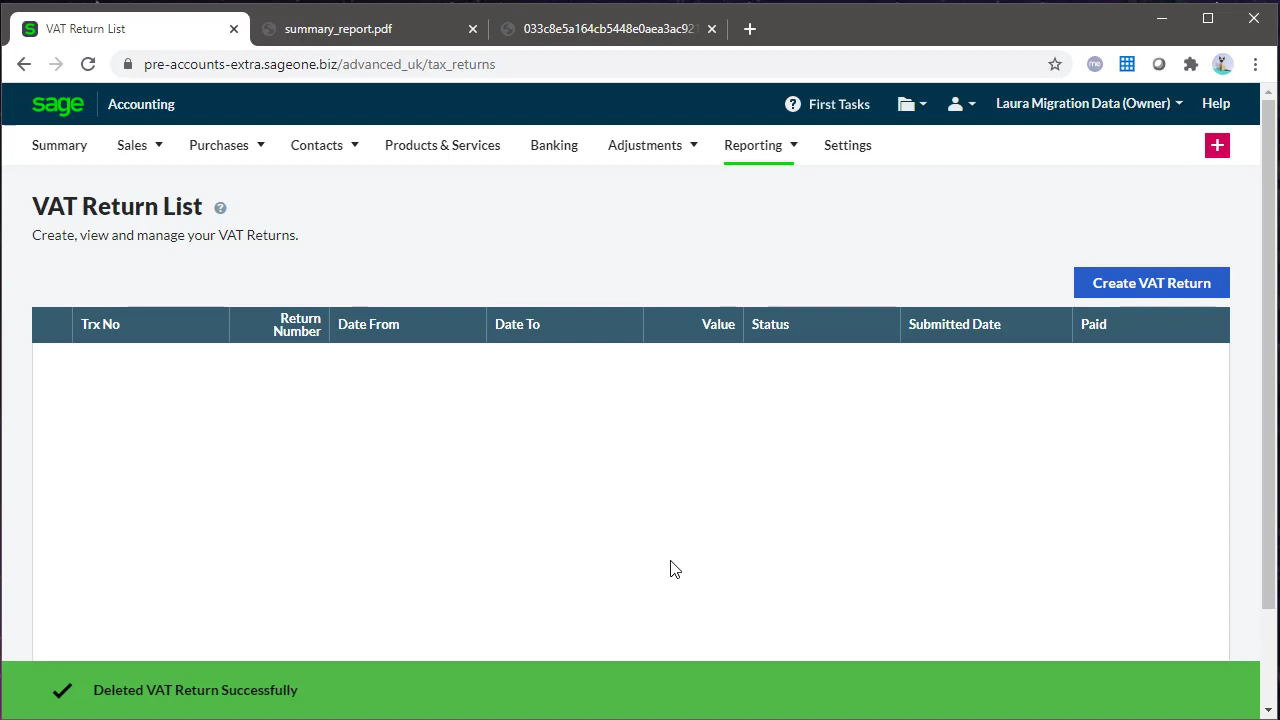 VAT Return List
summary_report.pdf
033c8e5a164cb5448e0aea3ac921
pre-accounts-extra.sageone.biz/advanced_uk/tax_returns
sage Accounting
? First Tasks
Laura Migration Data (Owner)
Help
Summary
Sales
Purchases
Contacts
Products & Services
Banking
Adjustments
Reporting
Settings
+
VAT Return List ?
Create, view and manage your VAT Returns.
Create VAT Return
Trx No
Return
Number
Date From
Date To
Value
Status
Submitted Date
Paid
Deleted VAT Return Successfully